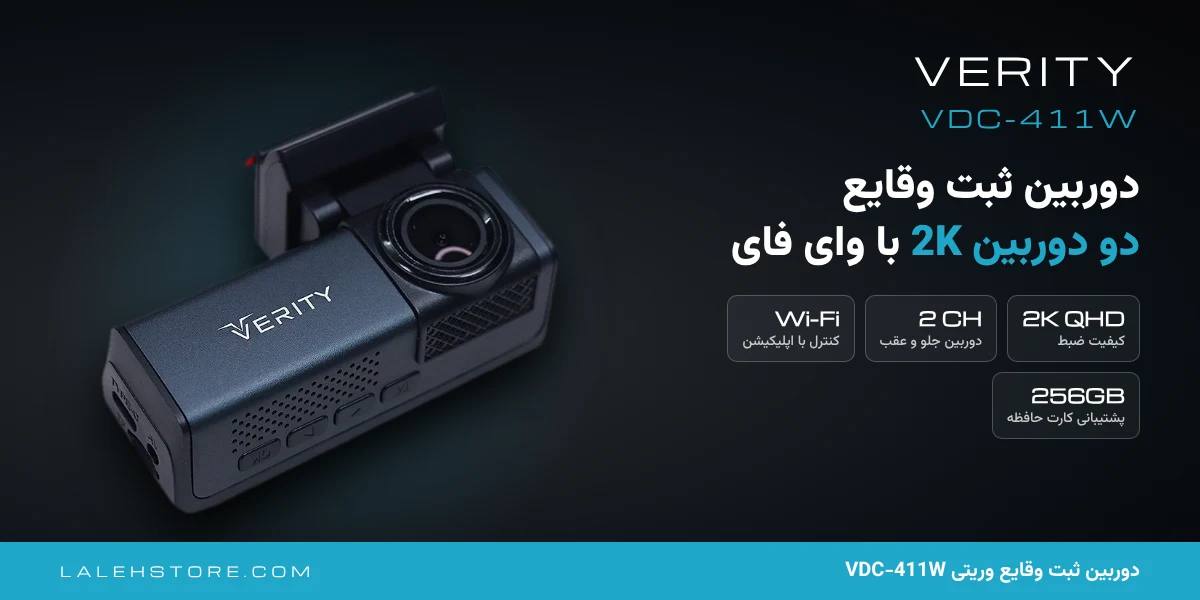 VERITY
VDC-411W
دوربین ثبت وقایع
دو دوربین 2K با وای فای
2K QHD
کیفیت ضبط
2 CH
دوربین جلو و عقب
Wi-Fi
کنترل با اپلیکیشن
256GB
پشتیبانی کارت حافظه
VERITY
OK
دوربین ثبت وقایع وریتی VDC-411W
LALEHSTORE.COM